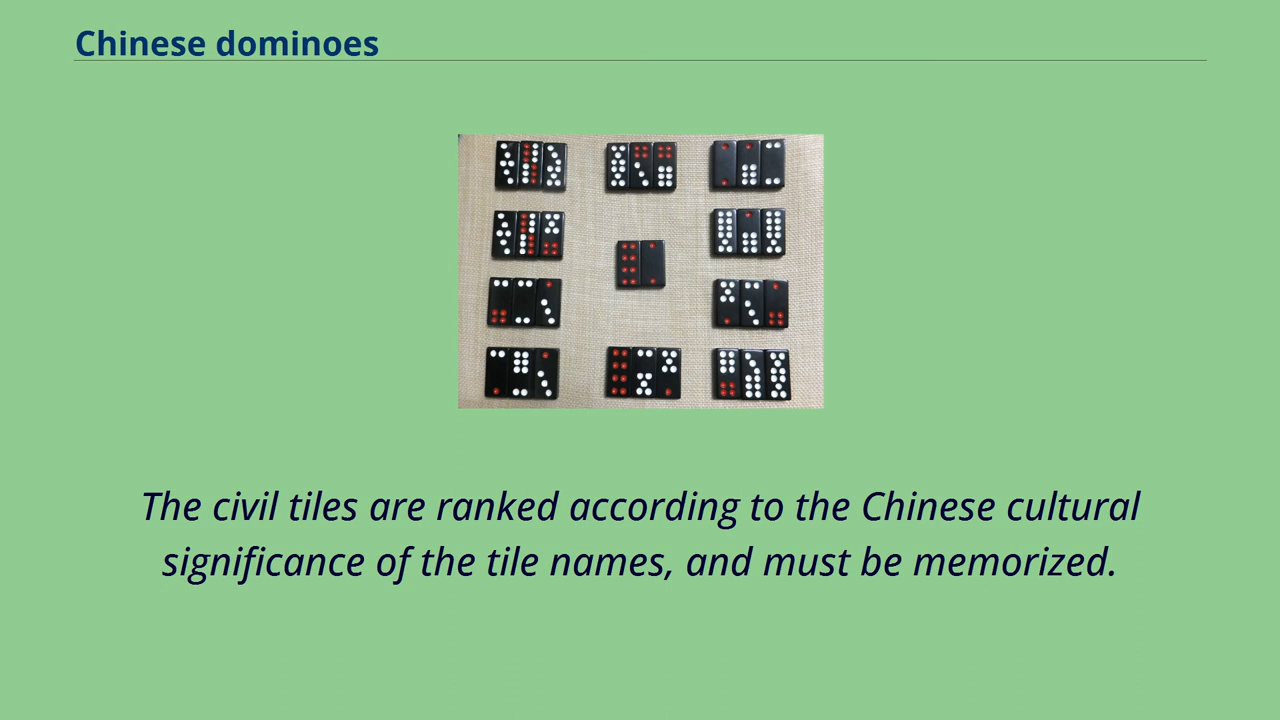 Chinese dominoes
The civil tiles are ranked according to the Chinese cultural
significance of the tile names, and must be memorized.